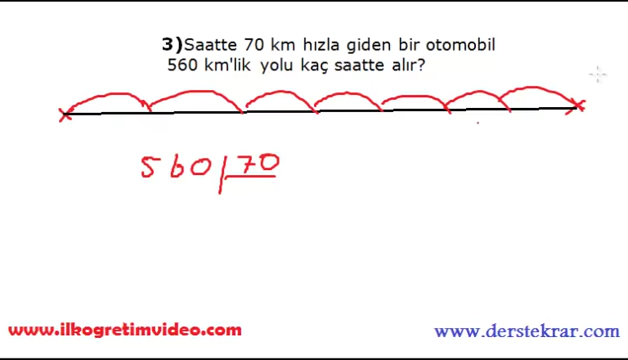 3)Saatte 70 km hızla giden bir otomobil
560 km'lik yolu kaç saatte alır?
560 70
www.ilkogretimvideo.com
www.derstekrar.com